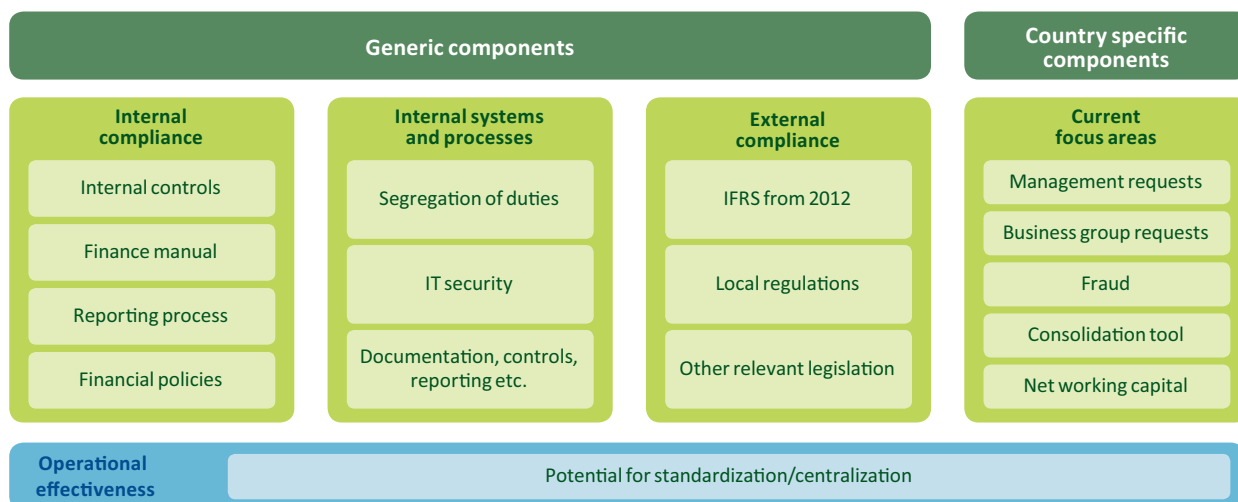 Generic components
Country specific
components
Internal
compliance
Internal controls
Finance manual
Reporting process
Financial policies
Internal systems
and processes
Segregation of duties
IT security
Documentation, controls,
reporting etc.
External
compliance
IFRS from 2012
Local regulations
Other relevant legislation
Current
focus areas
Management requests
Business group requests
Fraud
Consolidation tool
Net working capital
Operational
effectiveness
Potential for standardization/centralization